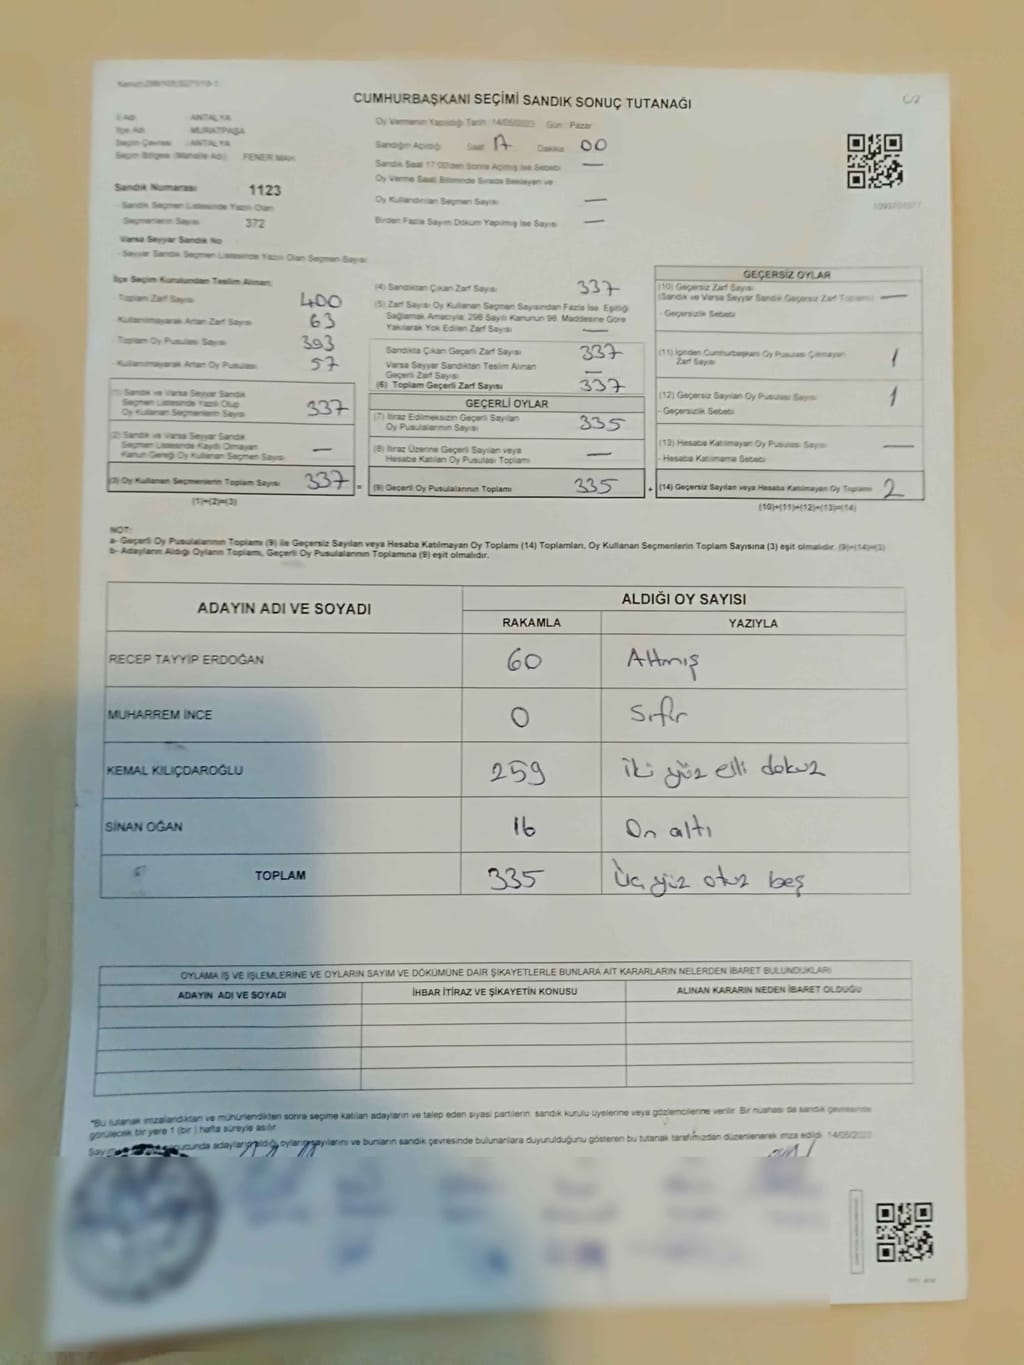 CUMHURBAŞKANI SEÇİMİ SANDIK SONUÇ TUTANAĞI
C/2
İl Adı ANTALYA
İlçe Adı MURATPAŞA
Seçim Çevresi ANTALYA
Seçim Bölgesi (Mahalle Adı) FENER MAH
Sandık Numarası 1123
- Sandık Seçmen Listesinde Yazılı Olan
Seçmenlerin Sayısı 372
Varsa Seyyar Sandık No
- Seyyar Sandık Seçmen Listesinde Yazılı Olan Seçmen Sayısı
Oy Vermenin Yapıldığı Tarih : 14/05/2023 Gün : Pazar
Sandığın Açıldığı Saat 17 Dakika 00
Sandık Saat 17:00'den Sonra Açılmış İse Sebebi —
Oy Verme Saati Bitiminde Sırada Bekleyen ve
Oy Kullandırılan Seçmen Sayısı —
Birden Fazla Sayım Döküm Yapılmış İse Sayısı —
İlçe Seçim Kurulundan Teslim Alınan;
- Toplam Zarf Sayısı 400
- Kullanılmayarak Artan Zarf Sayısı 63
- Toplam Oy Pusulası Sayısı 393
- Kullanılmayarak Artan Oy Pusulası 57
(1) Sandık ve Varsa Seyyar Sandık
Seçmen Listesinde Yazılı Olup
Oy Kullanan Seçmenlerin Sayısı 337
(2) Sandık ve Varsa Seyyar Sandık
Seçmen Listesinde Kayıtlı Olmayan
Kanun Gereği Oy Kullanan Seçmen Sayısı —
(3) Oy Kullanan Seçmenlerin Toplam Sayısı 337 =
(1)+(2)=(3)
(4) Sandıktan Çıkan Zarf Sayısı 337
(5) Zarf Sayısı Oy Kullanan Seçmen Sayısından Fazla İse, Eşitliği
Sağlamak Amacıyla, 298 Sayılı Kanunun 98. Maddesine Göre
Yakılarak Yok Edilen Zarf Sayısı —
Sandıkta Çıkan Geçerli Zarf Sayısı 337
Varsa Seyyar Sandıktan Teslim Alınan
Geçerli Zarf Sayısı —
(6) Toplam Geçerli Zarf Sayısı 337
GEÇERLİ OYLAR
(7) İtiraz Edilmeksizin Geçerli Sayılan
Oy Pusulalarının Sayısı 335
(8) İtiraz Üzerine Geçerli Sayılan veya
Hesaba Katılan Oy Pusulası Toplamı —
(9) Geçerli Oy Pusulalarının Toplamı 335 +
GEÇERSİZ OYLAR
(10) Geçersiz Zarf Sayısı
(Sandık ve Varsa Seyyar Sandık Geçersiz Zarf Toplamı) —
- Geçersizlik Sebebi
(11) İçinden Cumhurbaşkanı Oy Pusulası Çıkmayan
Zarf Sayısı 1
(12) Geçersiz Sayılan Oy Pusulası Sayısı 1
- Geçersizlik Sebebi
(13) Hesaba Katılmayan Oy Pusulası Sayısı —
- Hesaba Katılmama Sebebi
(14) Geçersiz Sayılan veya Hesaba Katılmayan Oy Toplamı 2
(10)+(11)+(12)+(13)=(14)
NOT:
a- Geçerli Oy Pusulalarının Toplamı (9) ile Geçersiz Sayılan veya Hesaba Katılmayan Oy Toplamı (14) Toplamları, Oy Kullanan Seçmenlerin Toplam Sayısına (3) eşit olmalıdır. (9)+(14)=(3)
b- Adayların Aldığı Oyların Toplamı, Geçerli Oy Pusulalarının Toplamına (9) eşit olmalıdır.
ADAYIN ADI VE SOYADI
ALDIĞI OY SAYISI
RAKAMLA YAZIYLA
RECEP TAYYİP ERDOĞAN 60 Altmış
MUHARREM İNCE 0 Sıfır
KEMAL KILIÇDAROĞLU 259 iki yüz elli dokuz
SİNAN OĞAN 16 On altı
TOPLAM 335 Üç yüz otuz beş
OYLAMA İŞ VE İŞLEMLERİNE VE OYLARIN SAYIM VE DÖKÜMÜNE DAİR ŞİKAYETLERLE BUNLARA AİT KARARLARIN NELERDEN İBARET BULUNDUKLARI
ADAYIN ADI VE SOYADI İHBAR İTİRAZ VE ŞİKAYETİN KONUSU ALINAN KARARIN NEDEN İBARET OLDUĞU
*Bu tutanak imzalandıktan ve mühürlendikten sonra seçime katılan adayların ve talep eden siyasi partilerin sandık kurulu üyelerine veya gözlemcilerine verilir. Bir nüshası da sandık çevresinde
görülecek bir yere 1 (bir) hafta süreyle asılır.
adayların aldığı oyların sayılarını ve bunların sandık çevresinde bulunanlara duyurulduğunu gösteren bu tutanak tarafımızdan düzenlenerek imza edildi. 14/05/2023